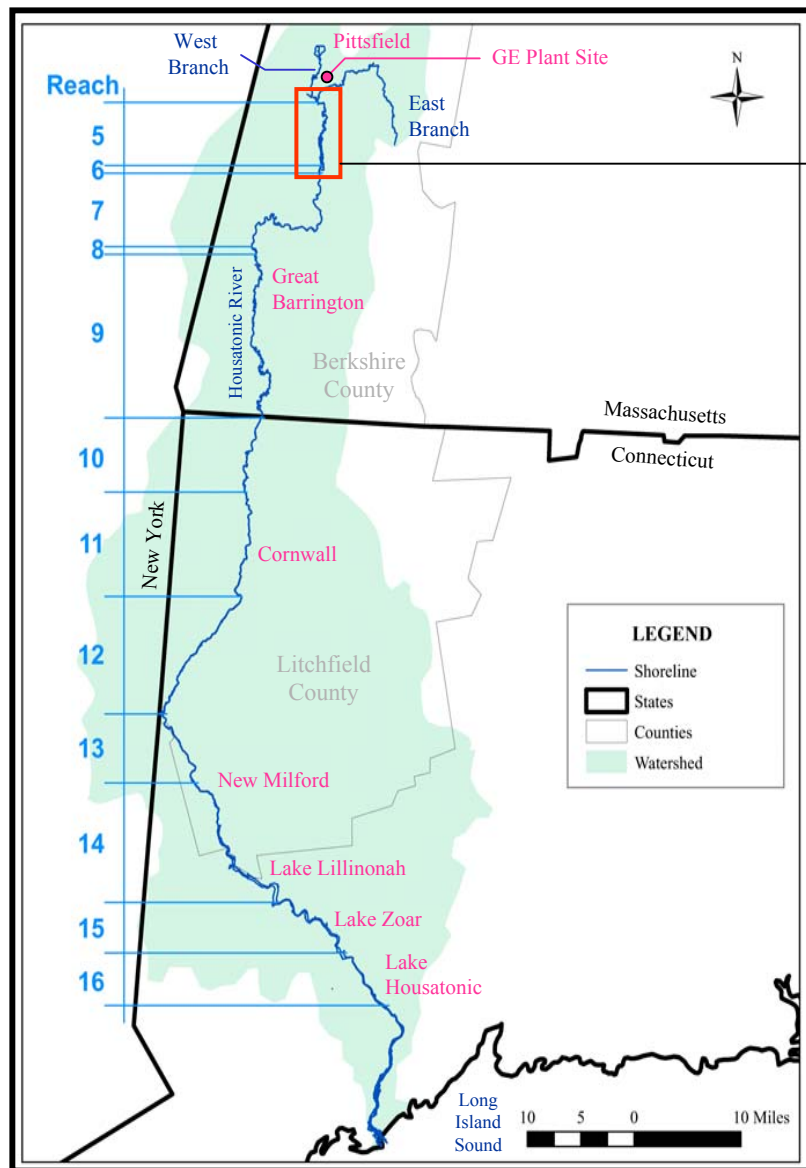 West
Branch
Pittsfield
GE Plant Site
N
Reach
East
Branch
5
6
7
8
Great
Barrington
Housatonic River
9
Berkshire
County
Massachusetts
Connecticut
10
New York
11
Cornwall
LEGEND
Shoreline
States
Counties
Watershed
12
Litchfield
County
13
New Milford
14
Lake Lillinonah
15
Lake Zoar
16
Lake
Housatonic
Long
Island
Sound
10 5 0 10 Miles